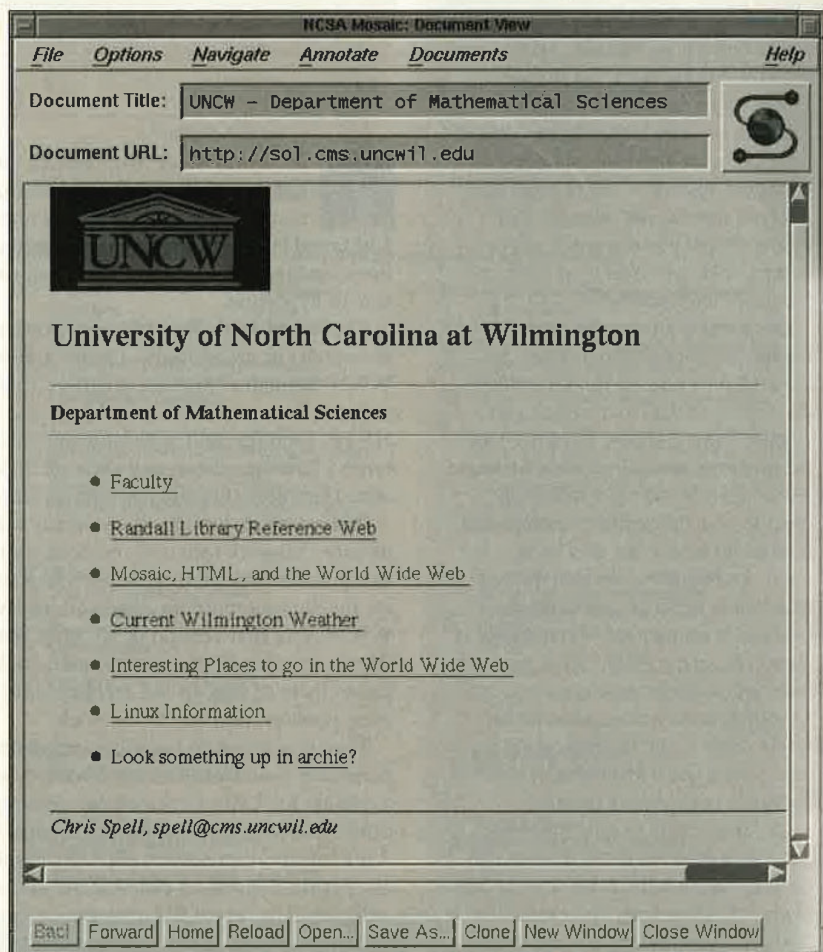 NCSA Mosaic: Document View
File Options Navigate Annotate Documents Help
Document Title: UNCW - Department of Mathematical Sciences
Document URL: http://sol.cms.uncwil.edu
UNCW
University of North Carolina at Wilmington
Department of Mathematical Sciences
Faculty
Randall Library Reference Web
Mosaic, HTML, and the World Wide Web
Current Wilmington Weather
Interesting Places to go in the World Wide Web
Linux Information
Look something up in archie?
Chris Spell, spell@cms.uncwil.edu
Back Forward Home Reload Open... Save As... Clone New Window Close Window